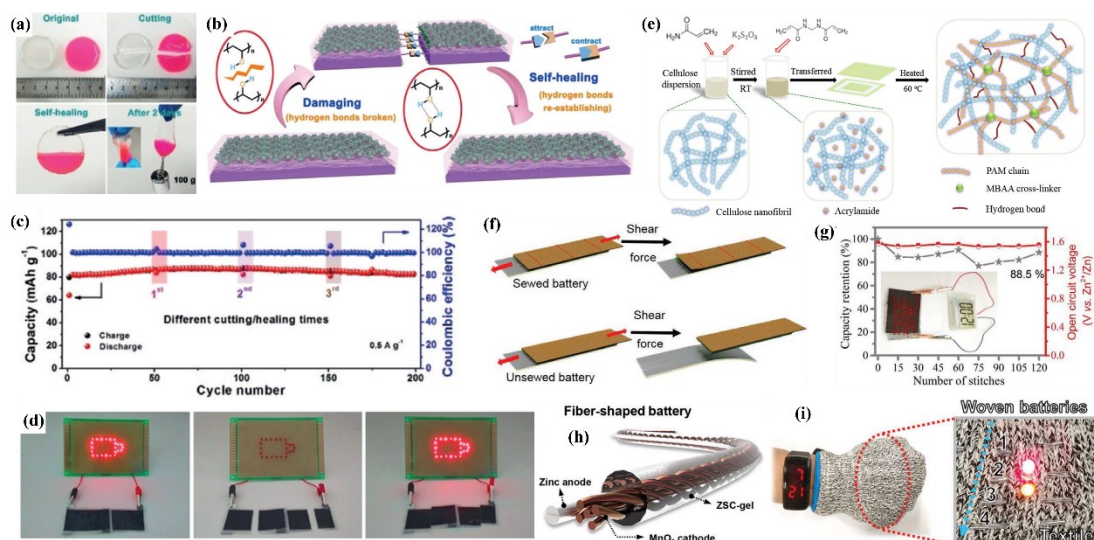 (a)
Original
Cutting
Self-healing
After 2 days
100 g
(b)
attract
contract
Damaging
(hydrogen bonds broken)
Self-healing
(hydrogen bonds
re-establishing)
n
H
H
n
n
H
n
(c)
Capacity (mAh g⁻¹)
140
120
100
80
60
40
20
0
120
100
80
60
40
20
0
Coulombic efficiency (%)
1st
2nd
3rd
Different cutting/healing times
Charge
Discharge
0.5 A g⁻¹
0 50 100 150 200
Cycle number
(d)
(e)
H₂N
O
K₂S₂O₈
Cellulose
dispersion
Stirred
RT
Transferred
Heated
60 ℃
Cellulose nanofibril
Acrylamide
PAM chain
MBAA cross-linker
Hydrogen bond
(f)
Shear
force
Sewed battery
Shear
force
Unsewed battery
(g)
Capacity retention (%)
100
80
60
40
20
0
88.5 %
12:00
1.6
1.2
0.8
0.4
0.0
Open circuit voltage
(V vs. Zn²⁺/Zn)
0 15 30 45 60 75 90 105 120
Number of stitches
Fiber-shaped battery
(h)
Zinc anode
ZSC-gel
MnO₂ cathode
(i)
Woven batteries
1
2
3
4
Textile